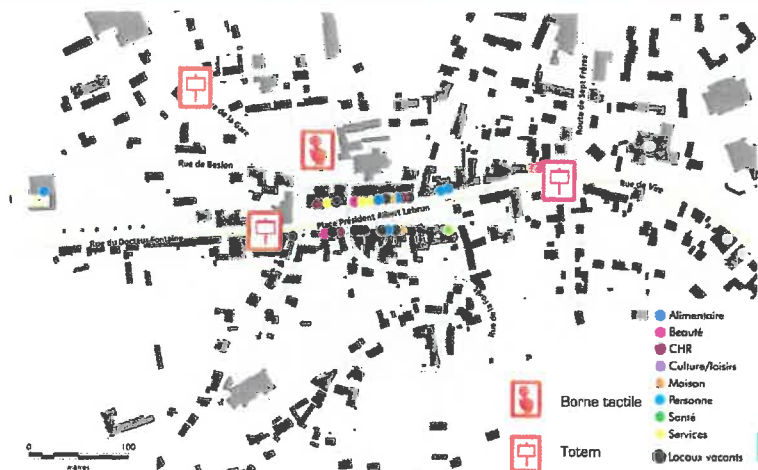 Route de Sept Frères
de la Gare
Rue de Beslon
Rue de Vire
Place Président Albert Lebrun
Rue du Docteur Fontaine
Rue de
Alimentaire
Beauté
CHR
Culture/loisirs
Maison
Personne
Santé
Services
Locaux vacants
Borne tactile
Totem
0 100
mètres